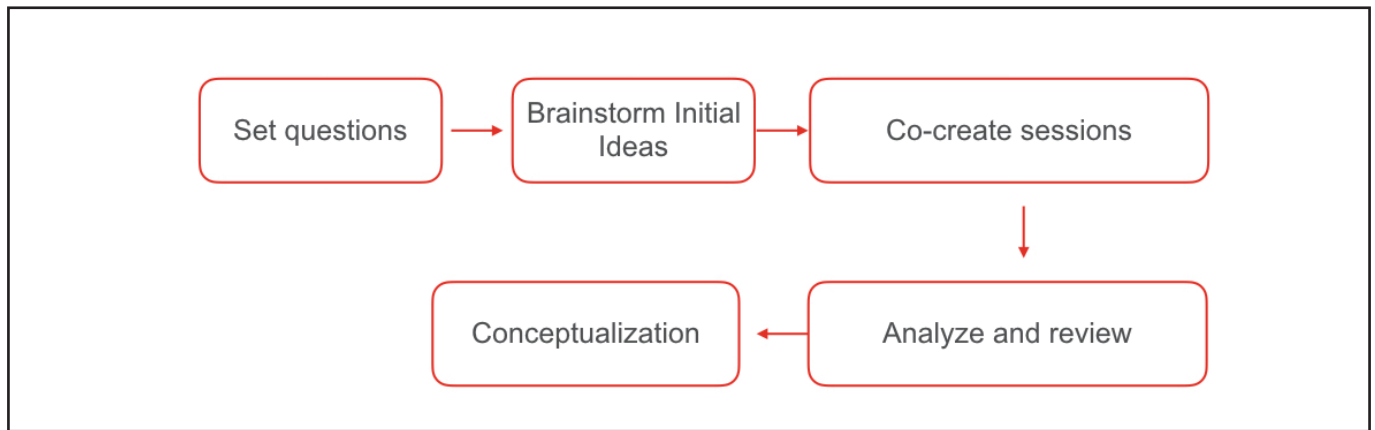 Set questions
Brainstorm Initial
Ideas
Co-create sessions
Analyze and review
Conceptualization